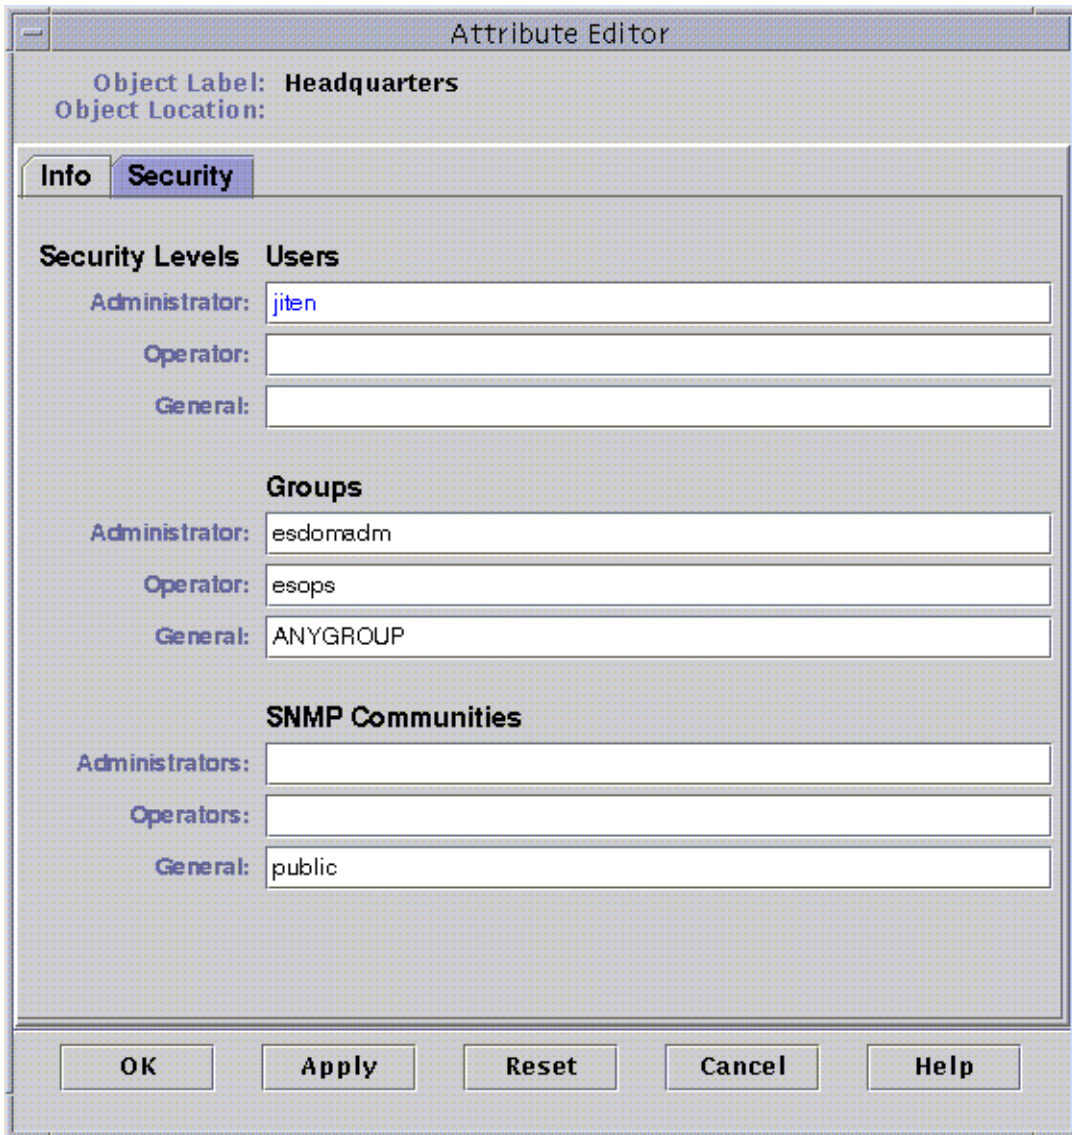 Attribute Editor
Object Label: Headquarters
Object Location:
Info Security
Security Levels Users
Administrator: jiten
Operator:
General:
Groups
Administrator: esdomadm
Operator: esops
General: ANYGROUP
SNMP Communities
Administrators:
Operators:
General: public
OK Apply Reset Cancel Help